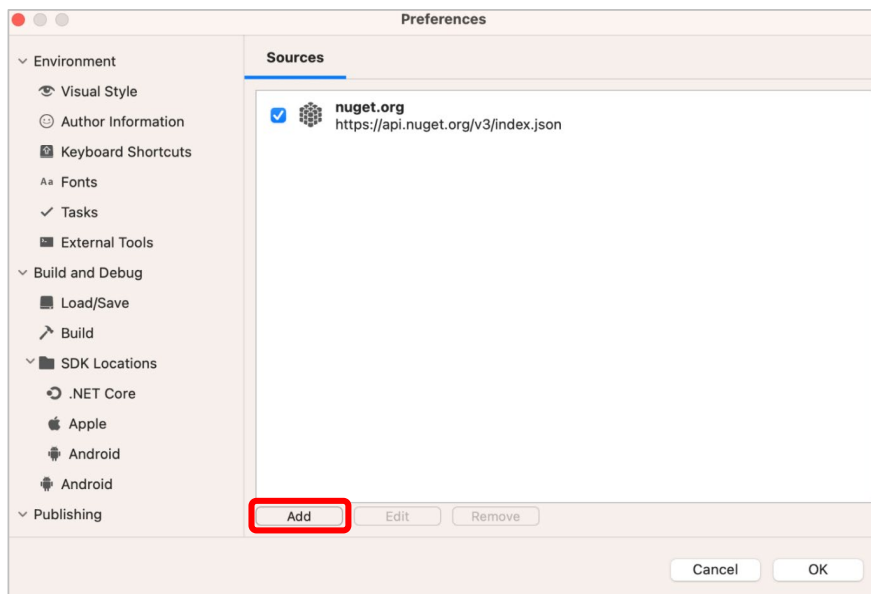 Preferences
Environment
Visual Style
Author Information
Keyboard Shortcuts
Aa Fonts
Tasks
External Tools
Build and Debug
Load/Save
Build
SDK Locations
.NET Core
Apple
Android
Android
Publishing
Sources
nuget.org
https://api.nuget.org/v3/index.json
Add Edit Remove
Cancel OK